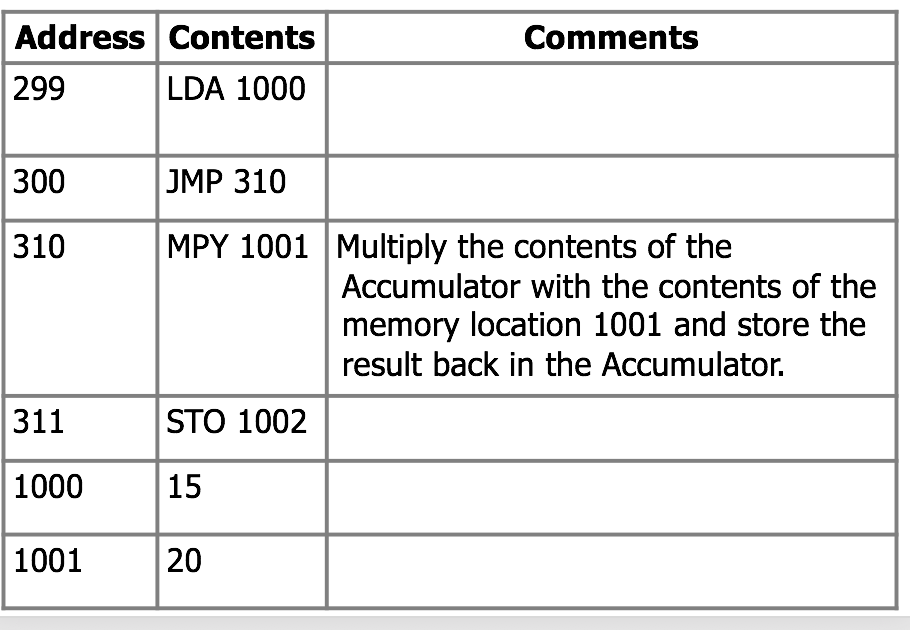 Address Contents Comments
299 LDA 1000
300 JMP 310
310 MPY 1001 Multiply the contents of the
Accumulator with the contents of the
memory location 1001 and store the
result back in the Accumulator.
311 STO 1002
1000 15
1001 20